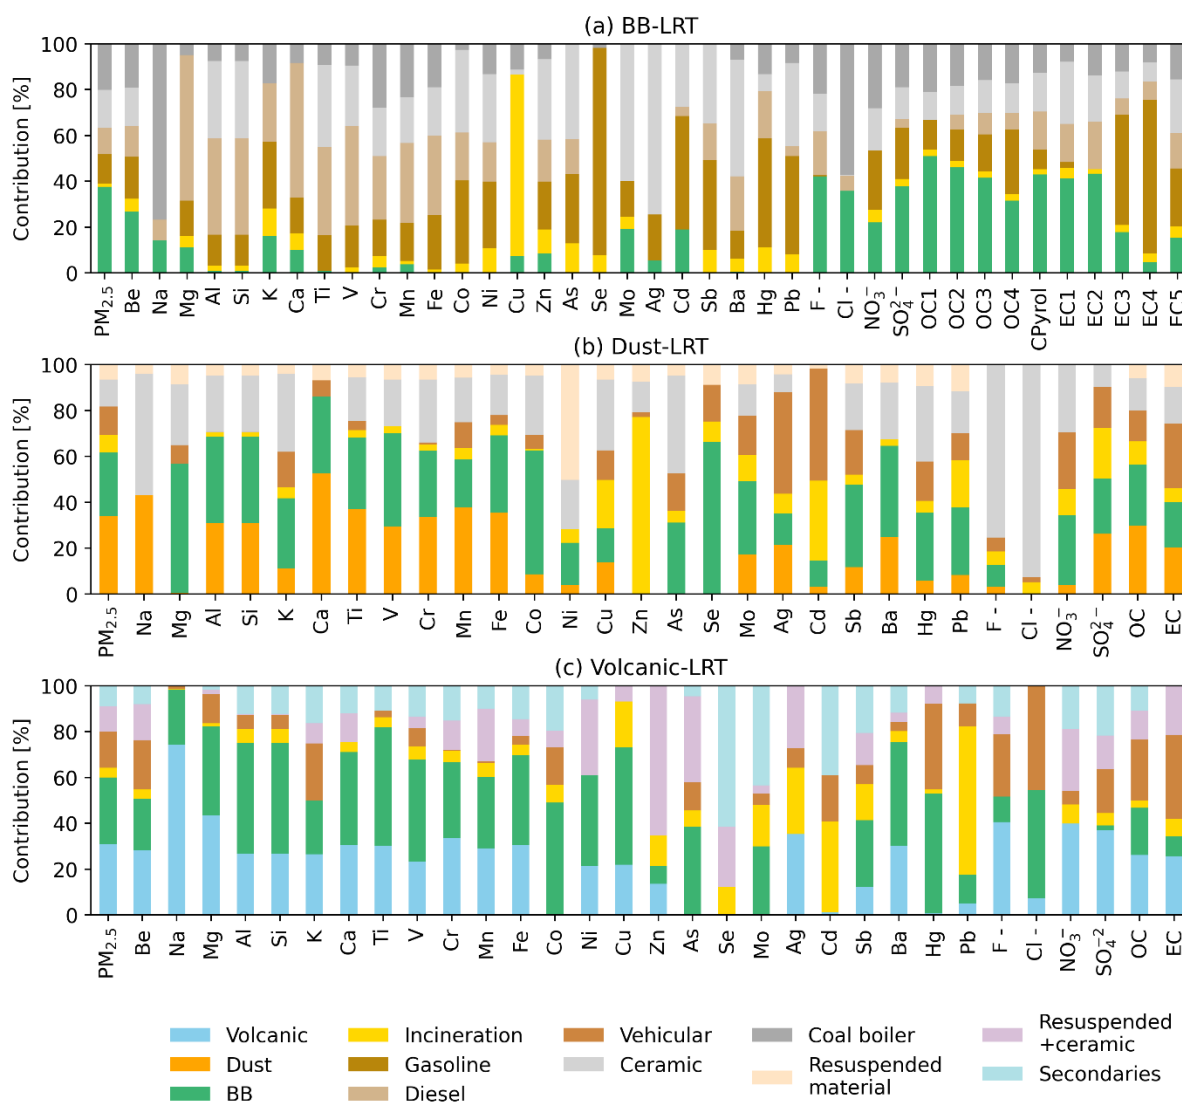 (a) BB-LRT
Contribution [%]
100
80
60
40
20
0
PM2.5 Be Na Mg Al Si K Ca Ti V Cr Mn Fe Co Ni Cu Zn As Se Mo Ag Cd Sb Ba Hg Pb F - Cl - NO3− SO42− OC1 OC2 OC3 OC4 CPyrol EC1 EC2 EC3 EC4 EC5
(b) Dust-LRT
Contribution [%]
100
80
60
40
20
0
PM2.5 Na Mg Al Si K Ca Ti V Cr Mn Fe Co Ni Cu Zn As Se Mo Ag Cd Sb Ba Hg Pb F - Cl - NO3− SO42− OC EC
(c) Volcanic-LRT
Contribution [%]
100
80
60
40
20
0
PM2.5 Be Na Mg Al Si K Ca Ti V Cr Mn Fe Co Ni Cu Zn As Se Mo Ag Cd Sb Ba Hg Pb F - Cl - NO3− SO4−2 OC EC
Volcanic
Dust
BB
Incineration
Gasoline
Diesel
Vehicular
Ceramic
Coal boiler
Resuspended
material
Resuspended
+ceramic
Secondaries